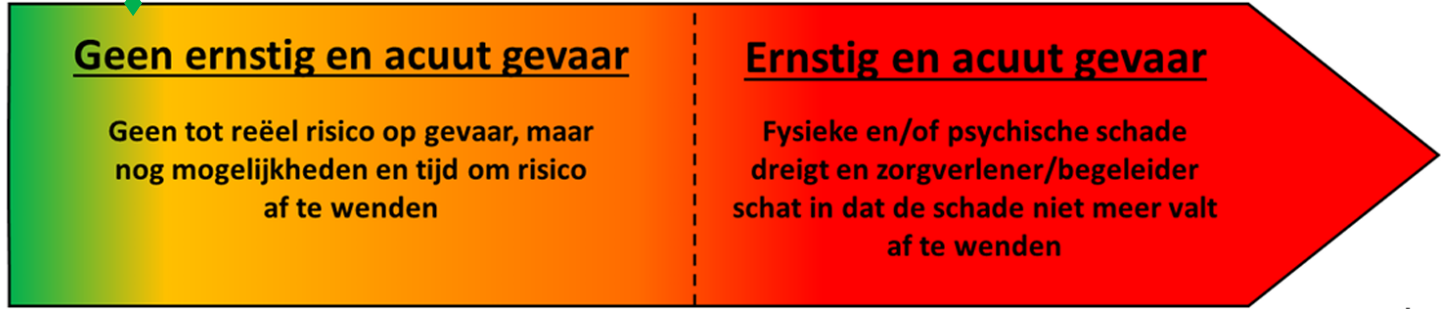 Geen ernstig en acuut gevaar
Geen tot reëel risico op gevaar, maar
nog mogelijkheden en tijd om risico
af te wenden
Ernstig en acuut gevaar
Fysieke en/of psychische schade
dreigt en zorgverlener/begeleider
schat in dat de schade niet meer valt
af te wenden